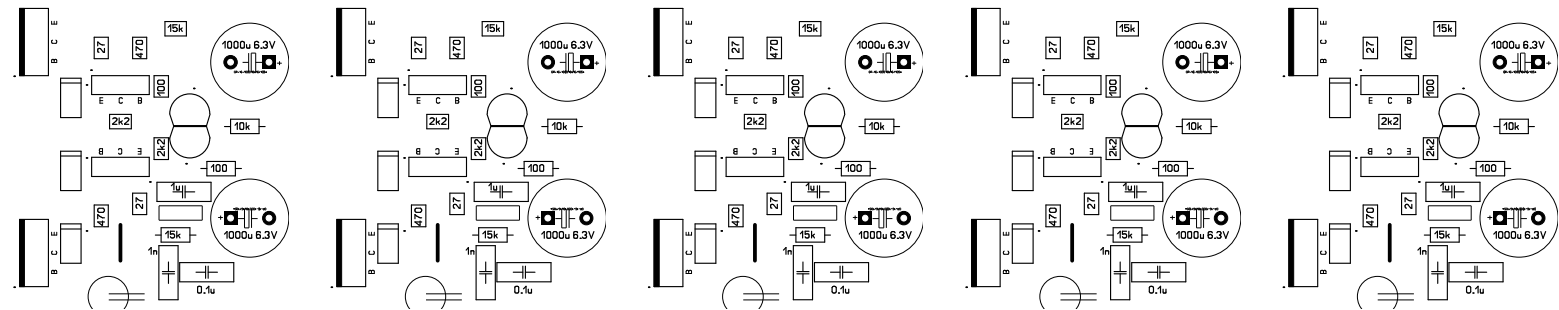 E
C
B
15k
27
470
1000u 6.3V
+
100
E C B
2k2
10k
2k2
B C E
100
1u
27
470
+
1000u 6.3V
E
C
B
15k
1n
0.1u
E
C
B
15k
27
470
1000u 6.3V
+
100
E C B
2k2
10k
2k2
B C E
100
1u
27
470
+
1000u 6.3V
E
C
B
15k
1n
0.1u
E
C
B
15k
27
470
1000u 6.3V
+
100
E C B
2k2
10k
2k2
B C E
100
1u
27
470
+
1000u 6.3V
E
C
B
15k
1n
0.1u
E
C
B
15k
27
470
1000u 6.3V
+
100
E C B
2k2
10k
2k2
B C E
100
1u
27
470
+
1000u 6.3V
E
C
B
15k
1n
0.1u
E
C
B
15k
27
470
1000u 6.3V
+
100
E C B
2k2
10k
2k2
B C E
100
1u
27
470
+
1000u 6.3V
E
C
B
15k
1n
0.1u